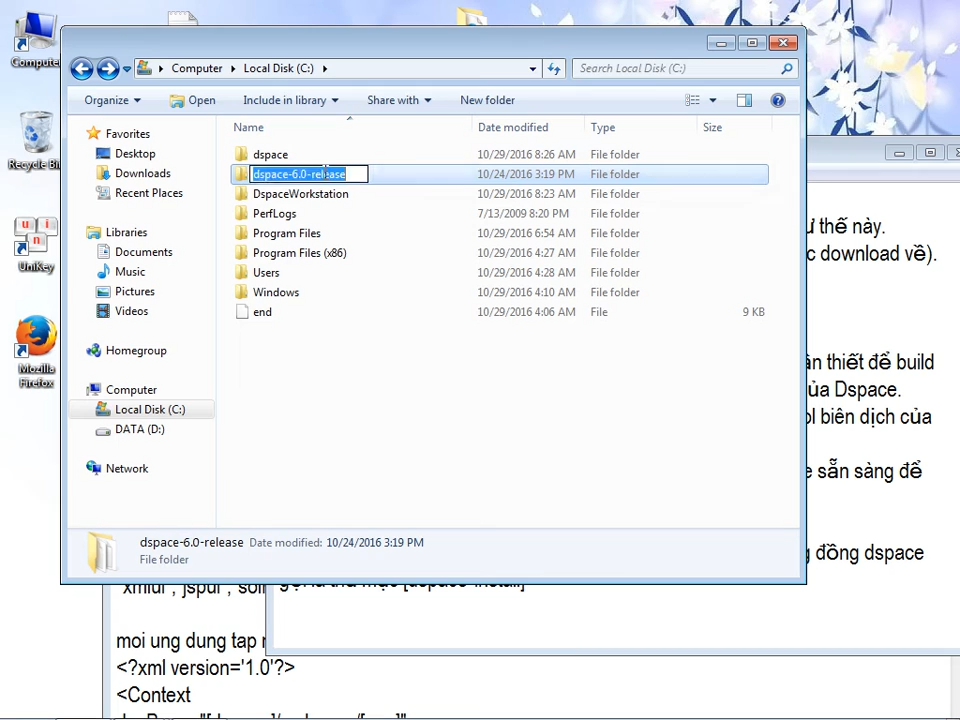 Compute
Computer
Local Disk (C:)
Search Local Disk (C:)
Organize
Open
Include in library
Share with
New folder
Favorites
Desktop
Downloads
Recent Places
Libraries
Documents
Music
Pictures
Videos
Homegroup
Computer
Local Disk (C:)
DATA (D:)
Network
Name
Date modified
Type
Size
dspace 10/29/2016 8:26 AM File folder
dspace-6.0-release 10/24/2016 3:19 PM File folder
DspaceWorkstation 10/29/2016 8:23 AM File folder
PerfLogs 7/13/2009 8:20 PM File folder
Program Files 10/29/2016 6:54 AM File folder
Program Files (x86) 10/29/2016 4:27 AM File folder
Users 10/29/2016 4:28 AM File folder
Windows 10/29/2016 4:10 AM File folder
end 10/29/2016 4:06 AM File 9 KB
dspace-6.0-release Date modified: 10/24/2016 3:19 PM
File folder
Recycle Bin
u i n
UniKey
Mozilla
Firefox
ư thế này.
c download về).
thiết để build
ủa Dspace.
ol biên dịch của
e sẵn sàng để
g đồng dspace
moi ung dung tap
<?xml version='1.0'?>
<Context